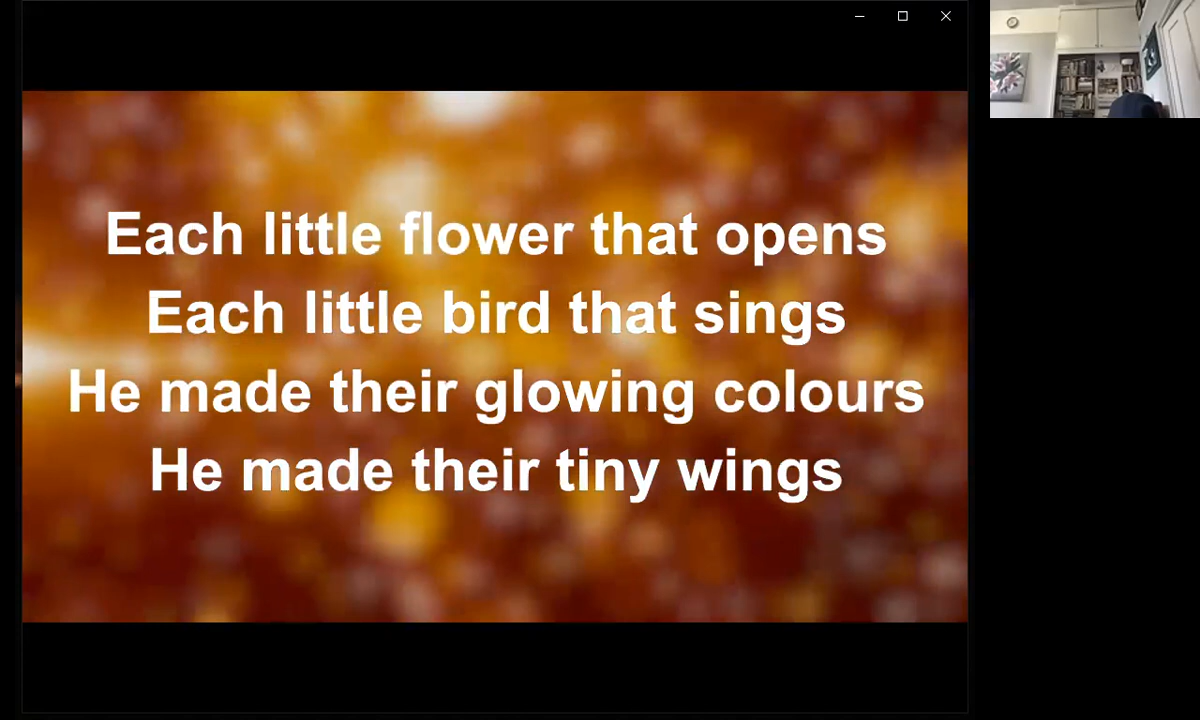 Each little flower that opens
Each little bird that sings
He made their glowing colours
He made their tiny wings